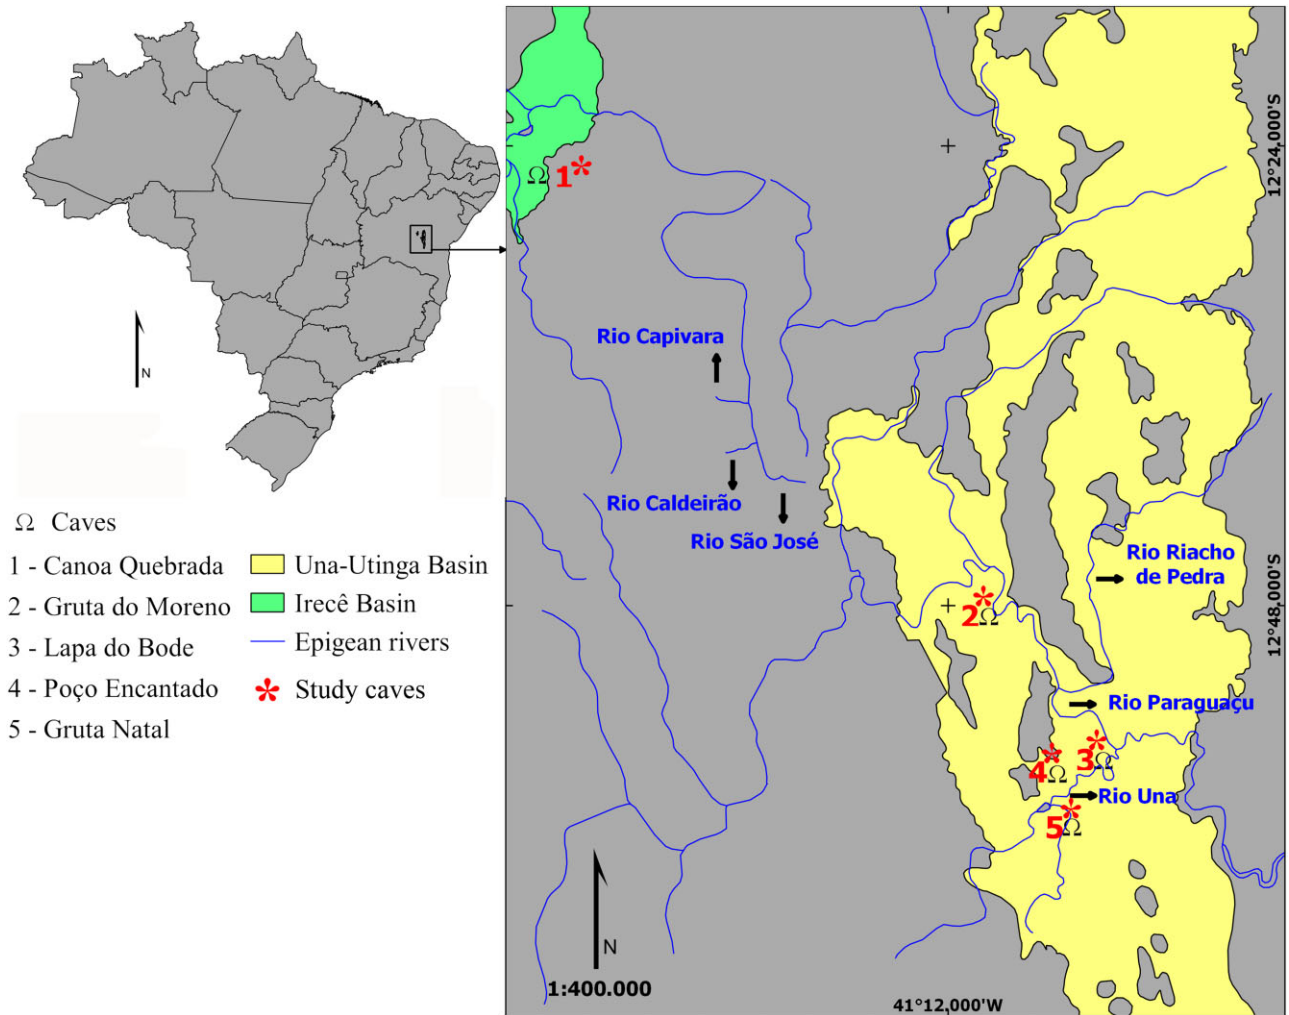 N
Ω Caves
1 - Canoa Quebrada
2 - Gruta do Moreno
3 - Lapa do Bode
4 - Poço Encantado
5 - Gruta Natal
Una-Utinga Basin
Irecê Basin
Epigean rivers
* Study caves
Ω 1*
12°24,000'S
Rio Capivara
Rio Caldeirão
Rio São José
Rio Riacho
de Pedra
2*
Ω
12°48,000'S
Rio Paraguaçu
3*
Ω
4*
Ω
Rio Una
5*
Ω
N
1:400.000
41°12,000'W